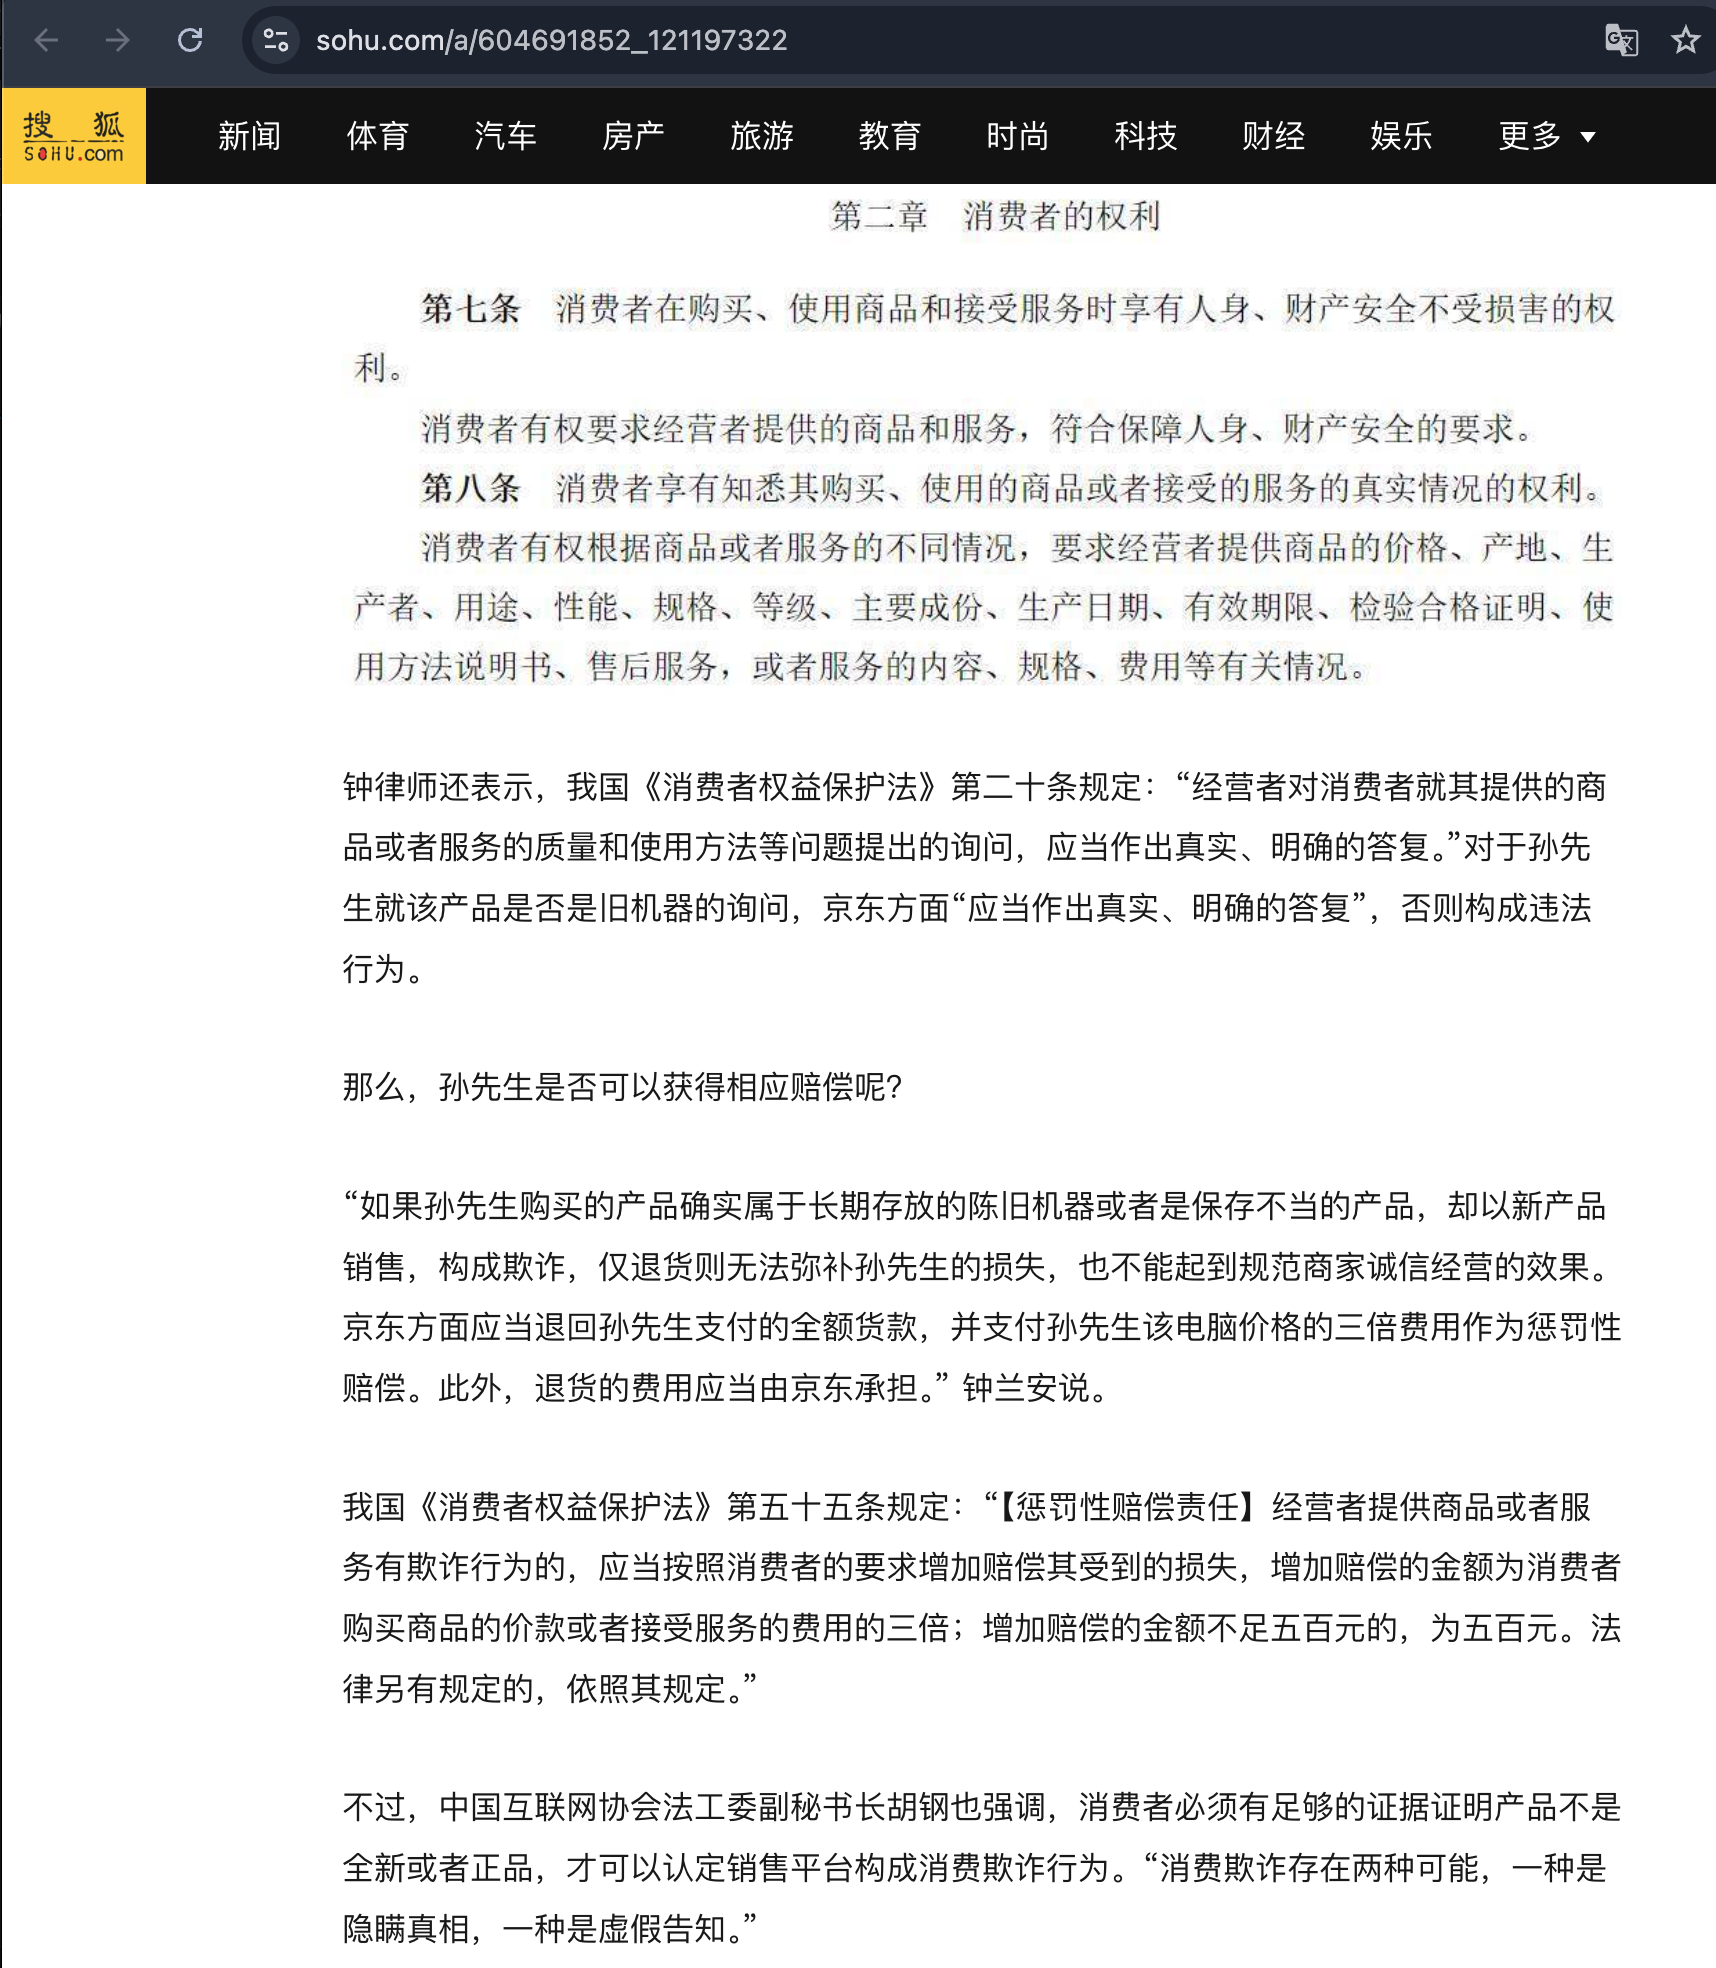 sohu.com/a/604691852_121197322
搜狐
SOHU.com
新闻 体育 汽车 房产 旅游 教育 时尚 科技 财经 娱乐 更多
第二章 消费者的权利
第七条 消费者在购买、使用商品和接受服务时享有人身、财产安全不受损害的权
利。
消费者有权要求经营者提供的商品和服务，符合保障人身、财产安全的要求。
第八条 消费者享有知悉其购买、使用的商品或者接受的服务的真实情况的权利。
消费者有权根据商品或者服务的不同情况，要求经营者提供商品的价格、产地、生
产者、用途、性能、规格、等级、主要成份、生产日期、有效期限、检验合格证明、使
用方法说明书、售后服务，或者服务的内容、规格、费用等有关情况。
钟律师还表示，我国《消费者权益保护法》第二十条规定：“经营者对消费者就其提供的商
品或者服务的质量和使用方法等问题提出的询问，应当作出真实、明确的答复。”对于孙先
生就该产品是否是旧机器的询问，京东方面“应当作出真实、明确的答复”，否则构成违法
行为。
那么，孙先生是否可以获得相应赔偿呢？
“如果孙先生购买的产品确实属于长期存放的陈旧机器或者是保存不当的产品，却以新产品
销售，构成欺诈，仅退货则无法弥补孙先生的损失，也不能起到规范商家诚信经营的效果。
京东方面应当退回孙先生支付的全额货款，并支付孙先生该电脑价格的三倍费用作为惩罚性
赔偿。此外，退货的费用应当由京东承担。” 钟兰安说。
我国《消费者权益保护法》第五十五条规定：“【惩罚性赔偿责任】经营者提供商品或者服
务有欺诈行为的，应当按照消费者的要求增加赔偿其受到的损失，增加赔偿的金额为消费者
购买商品的价款或者接受服务的费用的三倍；增加赔偿的金额不足五百元的，为五百元。法
律另有规定的，依照其规定。”
不过，中国互联网协会法工委副秘书长胡钢也强调，消费者必须有足够的证据证明产品不是
全新或者正品，才可以认定销售平台构成消费欺诈行为。“消费欺诈存在两种可能，一种是
隐瞒真相，一种是虚假告知。”